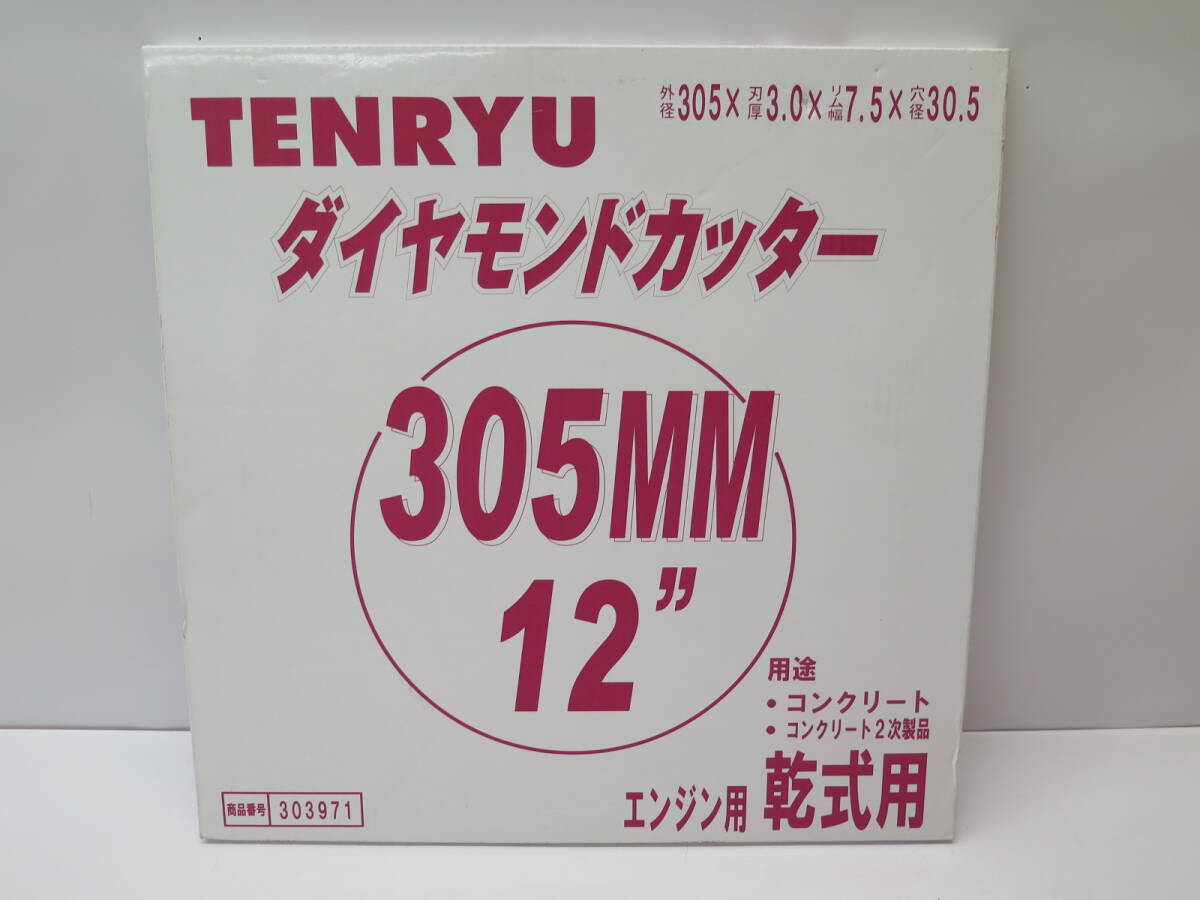 TENRYU
外径305×刃厚3.0×リム幅7.5×穴径30.5
ダイヤモンドカッター
305MM
12”
用途
・コンクリート
・コンクリート2次製品
エンジン用 乾式用
商品番号 303971